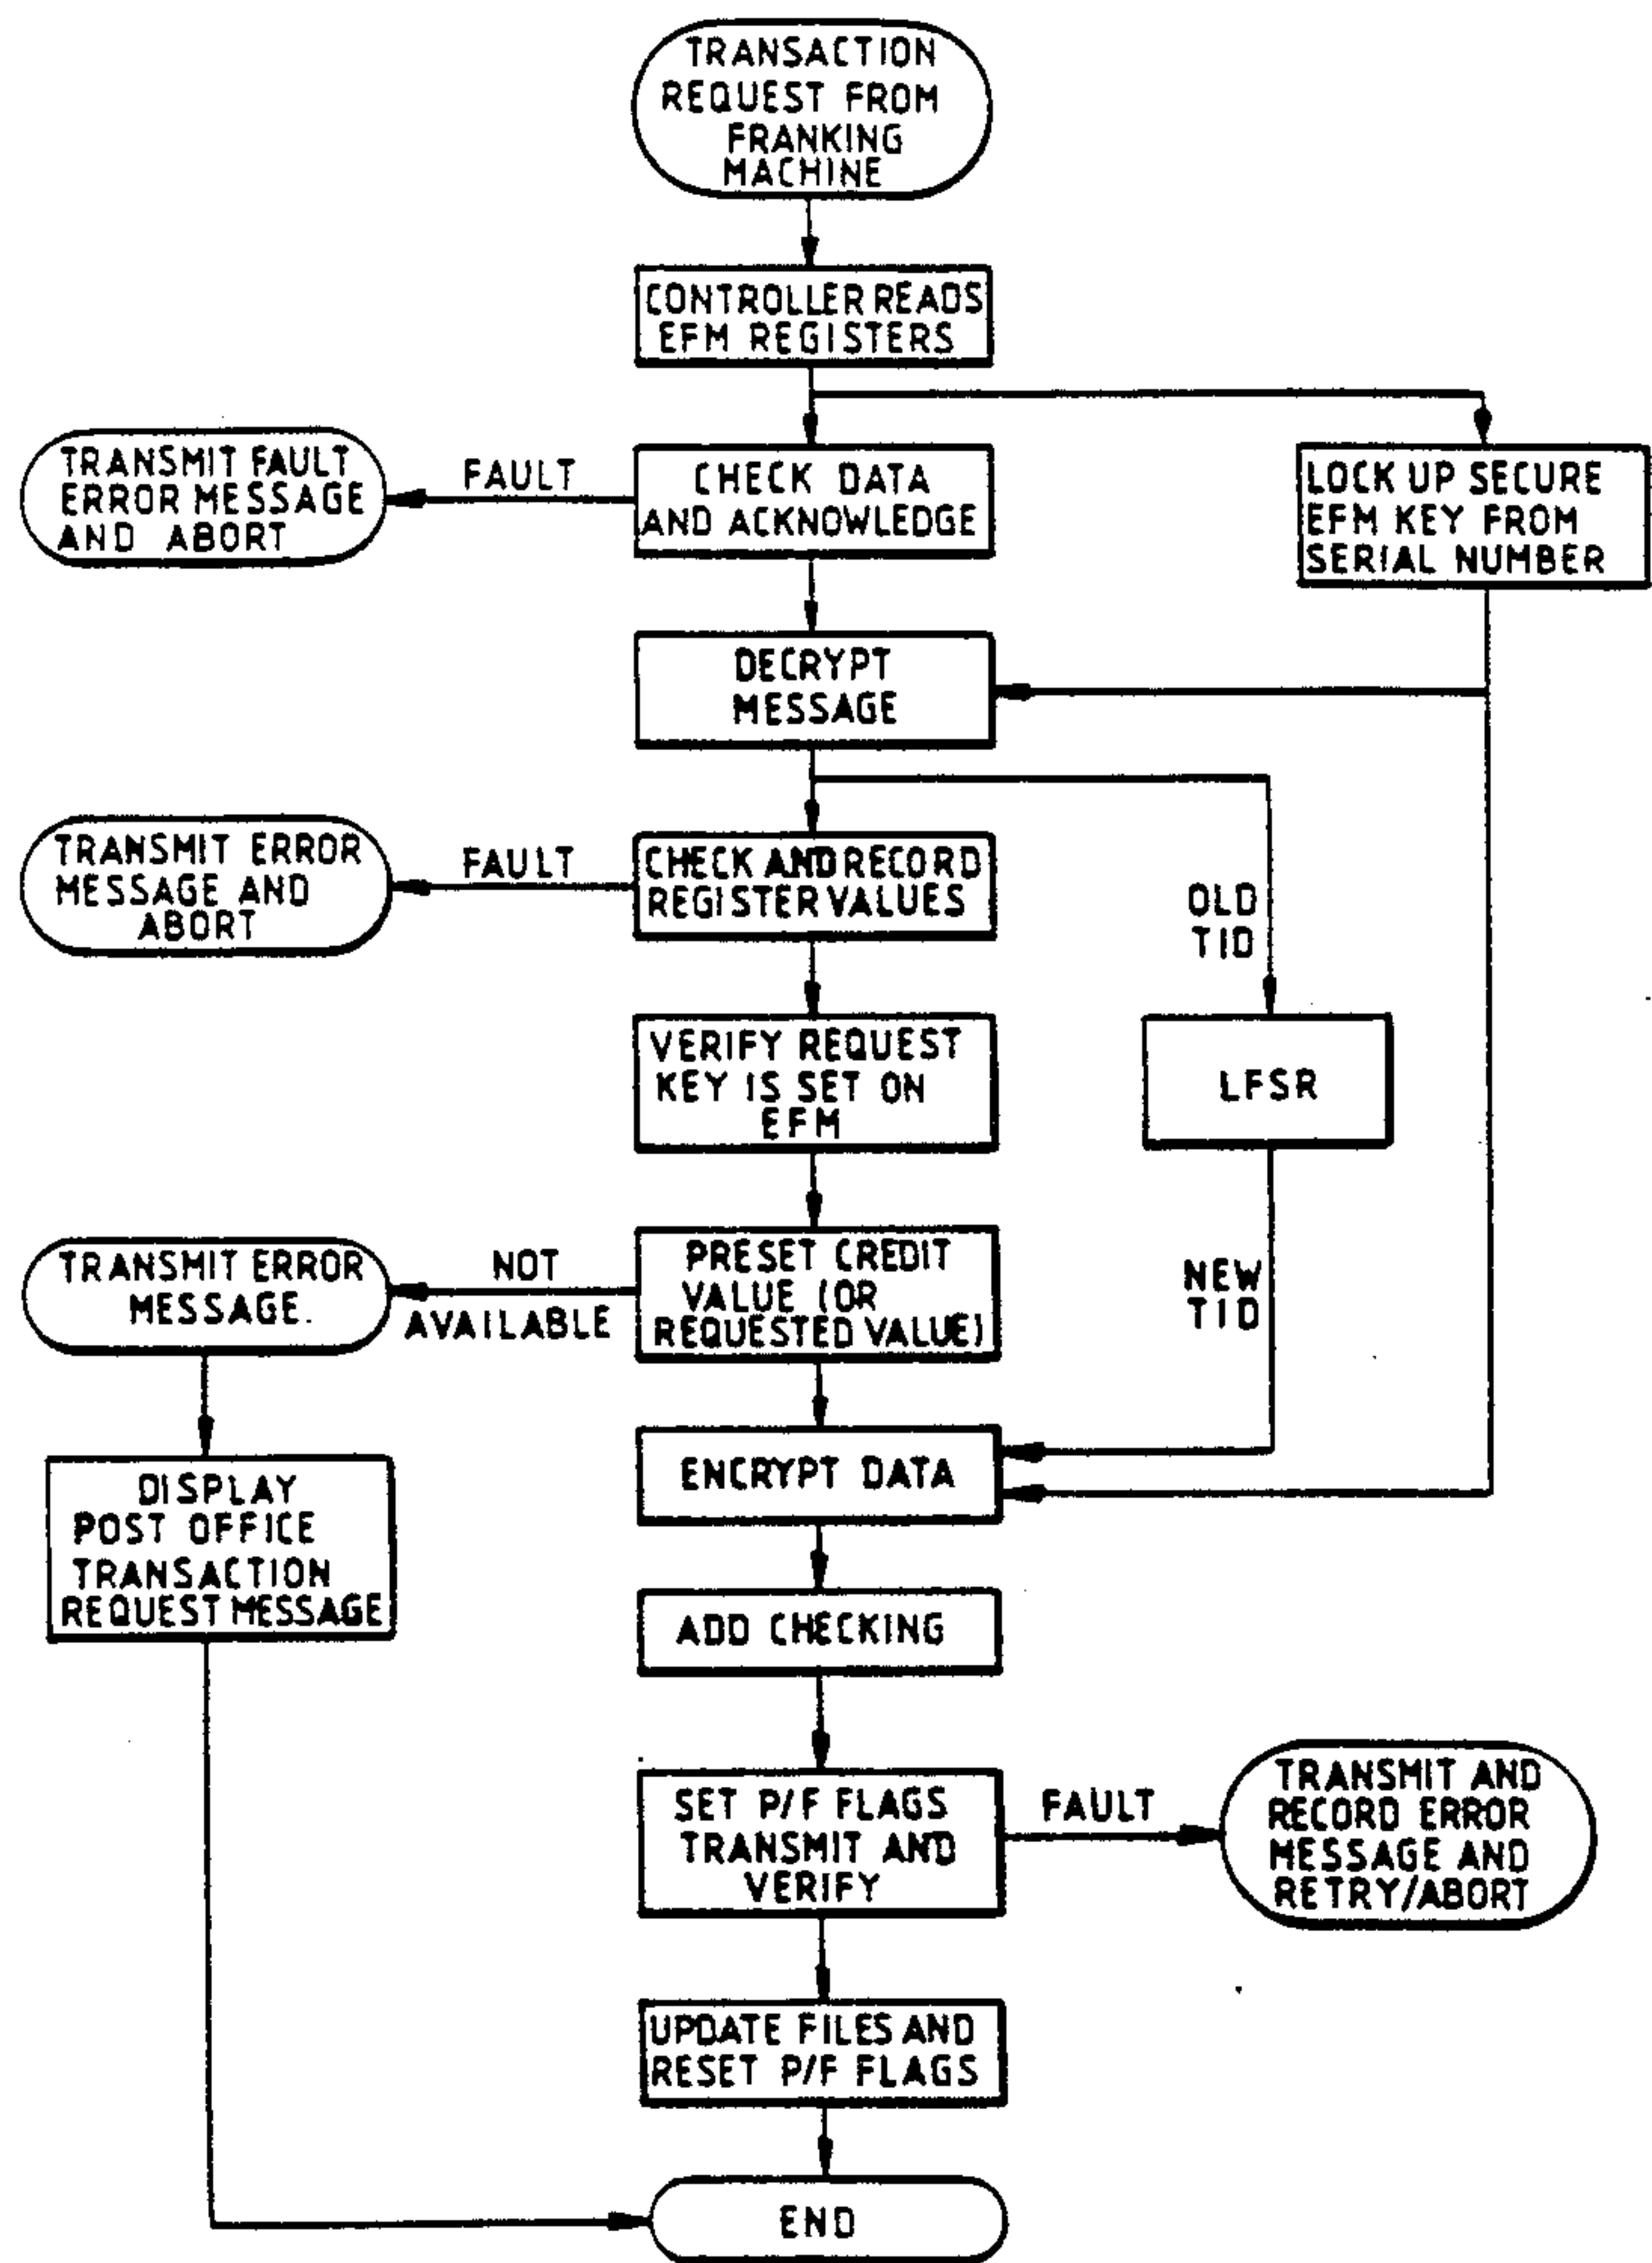 TRANSACTION
REQUEST FROM
FRANKING
MACHINE
CONTROLLER READS
EFM REGISTERS
TRANSMIT FAULT
ERROR MESSAGE
AND ABORT
FAULT
CHECK DATA
AND ACKNOWLEDGE
LOCK UP SECURE
EFM KEY FROM
SERIAL NUMBER
DECRYPT
MESSAGE
TRANSMIT ERROR
MESSAGE AND
ABORT
FAULT
CHECK AND RECORD
REGISTER VALUES
OLD
TID
VERIFY REQUEST
KEY IS SET ON
EFM
LFSR
TRANSMIT ERROR
MESSAGE.
NOT
AVAILABLE
PRESET CREDIT
VALUE (OR
REQUESTED VALUE)
NEW
TID
ENCRYPT DATA
DISPLAY
POST OFFICE
TRANSACTION
REQUEST MESSAGE
ADD CHECKING
SET P/F FLAGS
TRANSMIT AND
VERIFY
FAULT
TRANSMIT AND
RECORD ERROR
MESSAGE AND
RETRY/ABORT
UPDATE FILES AND
RESET P/F FLAGS
END